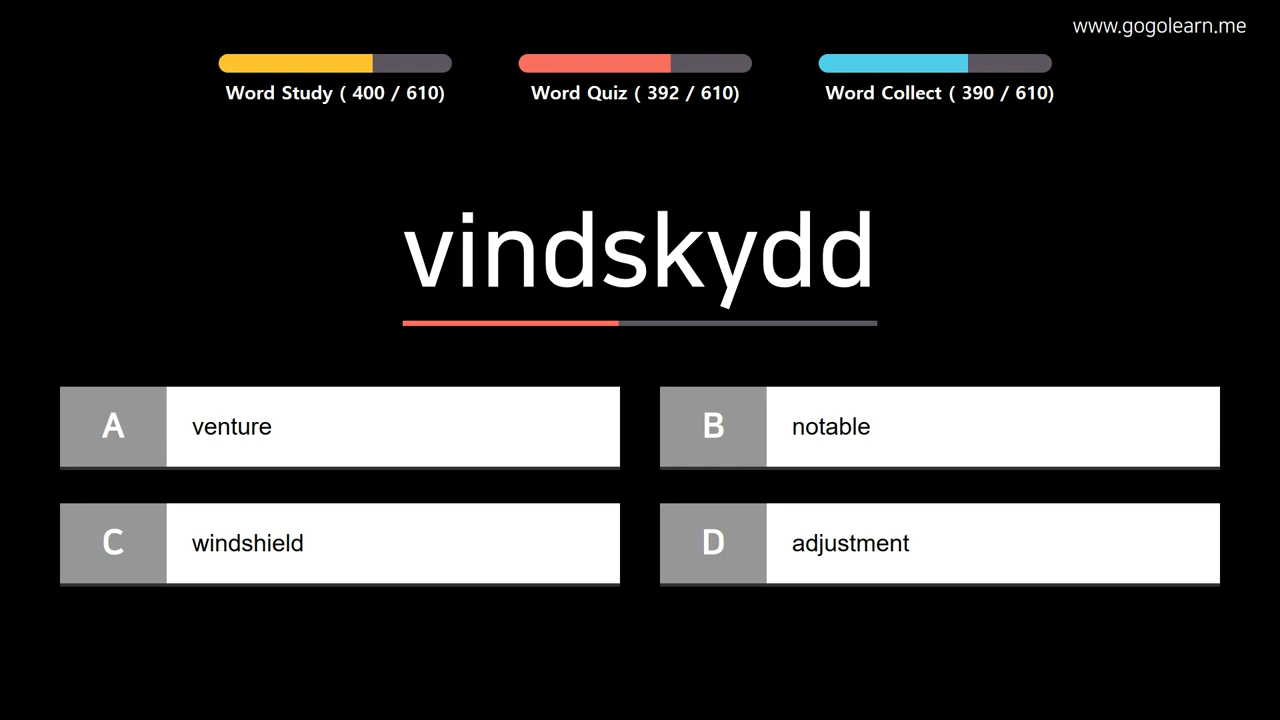 www.gogolearn.me
Word Study ( 400 / 610)
Word Quiz ( 392 / 610)
Word Collect ( 390 / 610)
vindskydd
A venture
B notable
C windshield
D adjustment